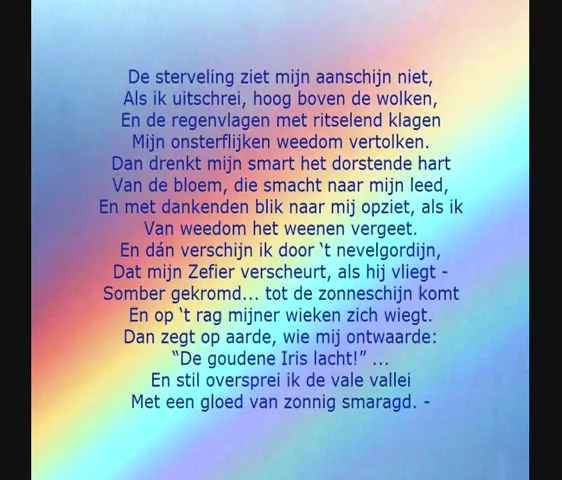 De sterveling ziet mijn aanschijn niet,
Als ik uitschrei, hoog boven de wolken,
En de regenvlagen met ritselend klagen
Mijn onsterflijken weedom vertolken.
Dan drenkt mijn smart het dorstende hart
Van de bloem, die smacht naar mijn leed,
En met dankenden blik naar mij opziet, als ik
Van weedom het weenen vergeet.
En dán verschijn ik door ‘t nevelgordijn,
Dat mijn Zefier verscheurt, als hij vliegt -
Somber gekromd... tot de zonneschijn komt
En op ‘t rag mijner wieken zich wiegt.
Dan zegt op aarde, wie mij ontwaarde:
“De goudene Iris lacht!” ...
En stil oversprei ik de vale vallei
Met een gloed van zonnig smaragd. -